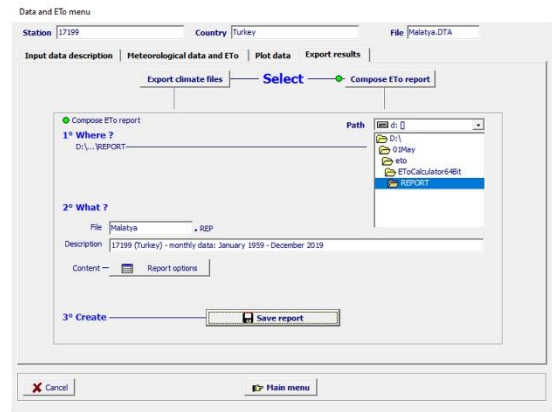 Data and ETo menu
Station 17199 Country Turkey File Malatya.DTA
Input data description Meteorological data and ETo Plot data Export results
Export climate files Select Compose ETo report
Compose ETo report
Path d: []
1º Where ?
D:\...\REPORT
D:\
01May
eto
EToCalculator64Bit
REPORT
2º What ?
File Malatya . REP
Description 17199 (Turkey) - monthly data: January 1959 - December 2019
Content Report options
3º Create Save report
Cancel Main menu